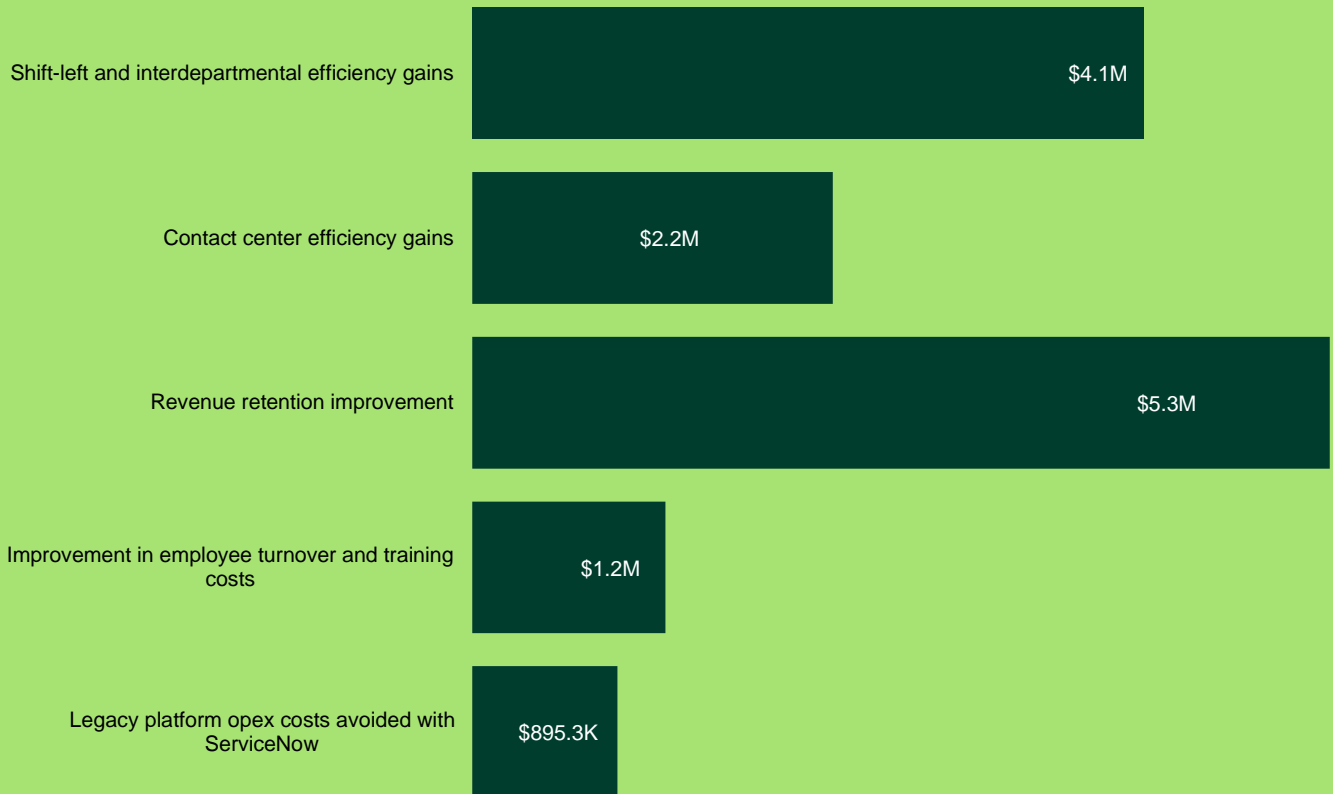 Shift-left and interdepartmental efficiency gains
$4.1M
Contact center efficiency gains
$2.2M
Revenue retention improvement
$5.3M
Improvement in employee turnover and training
costs
$1.2M
Legacy platform opex costs avoided with
ServiceNow
$895.3K